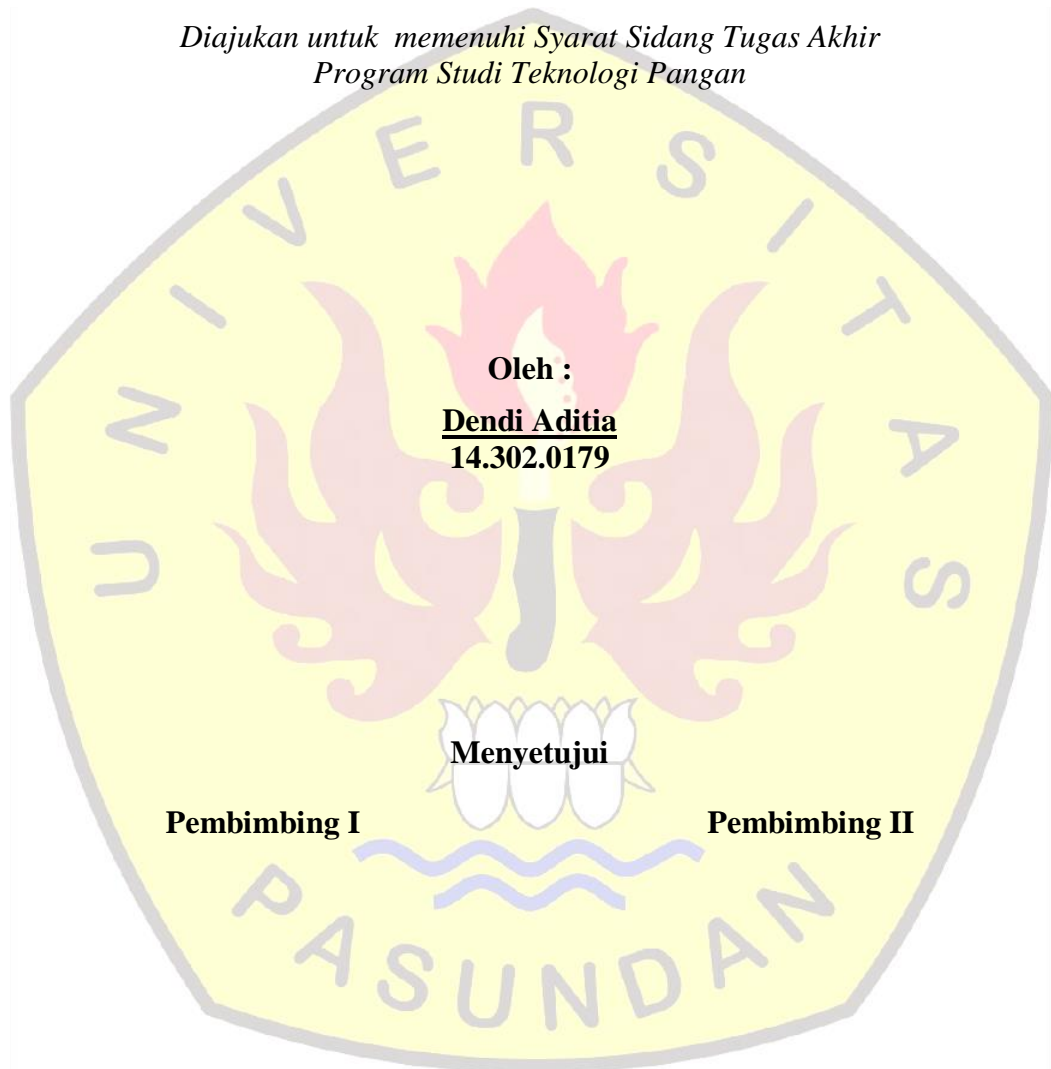 Diajukan untuk memenuhi Syarat Sidang Tugas Akhir
Program Studi Teknologi Pangan
UNIVERSITAS
Oleh :
Dendi Aditia
14.302.0179
Menyetujui
Pembimbing I Pembimbing II
PASUNDAN